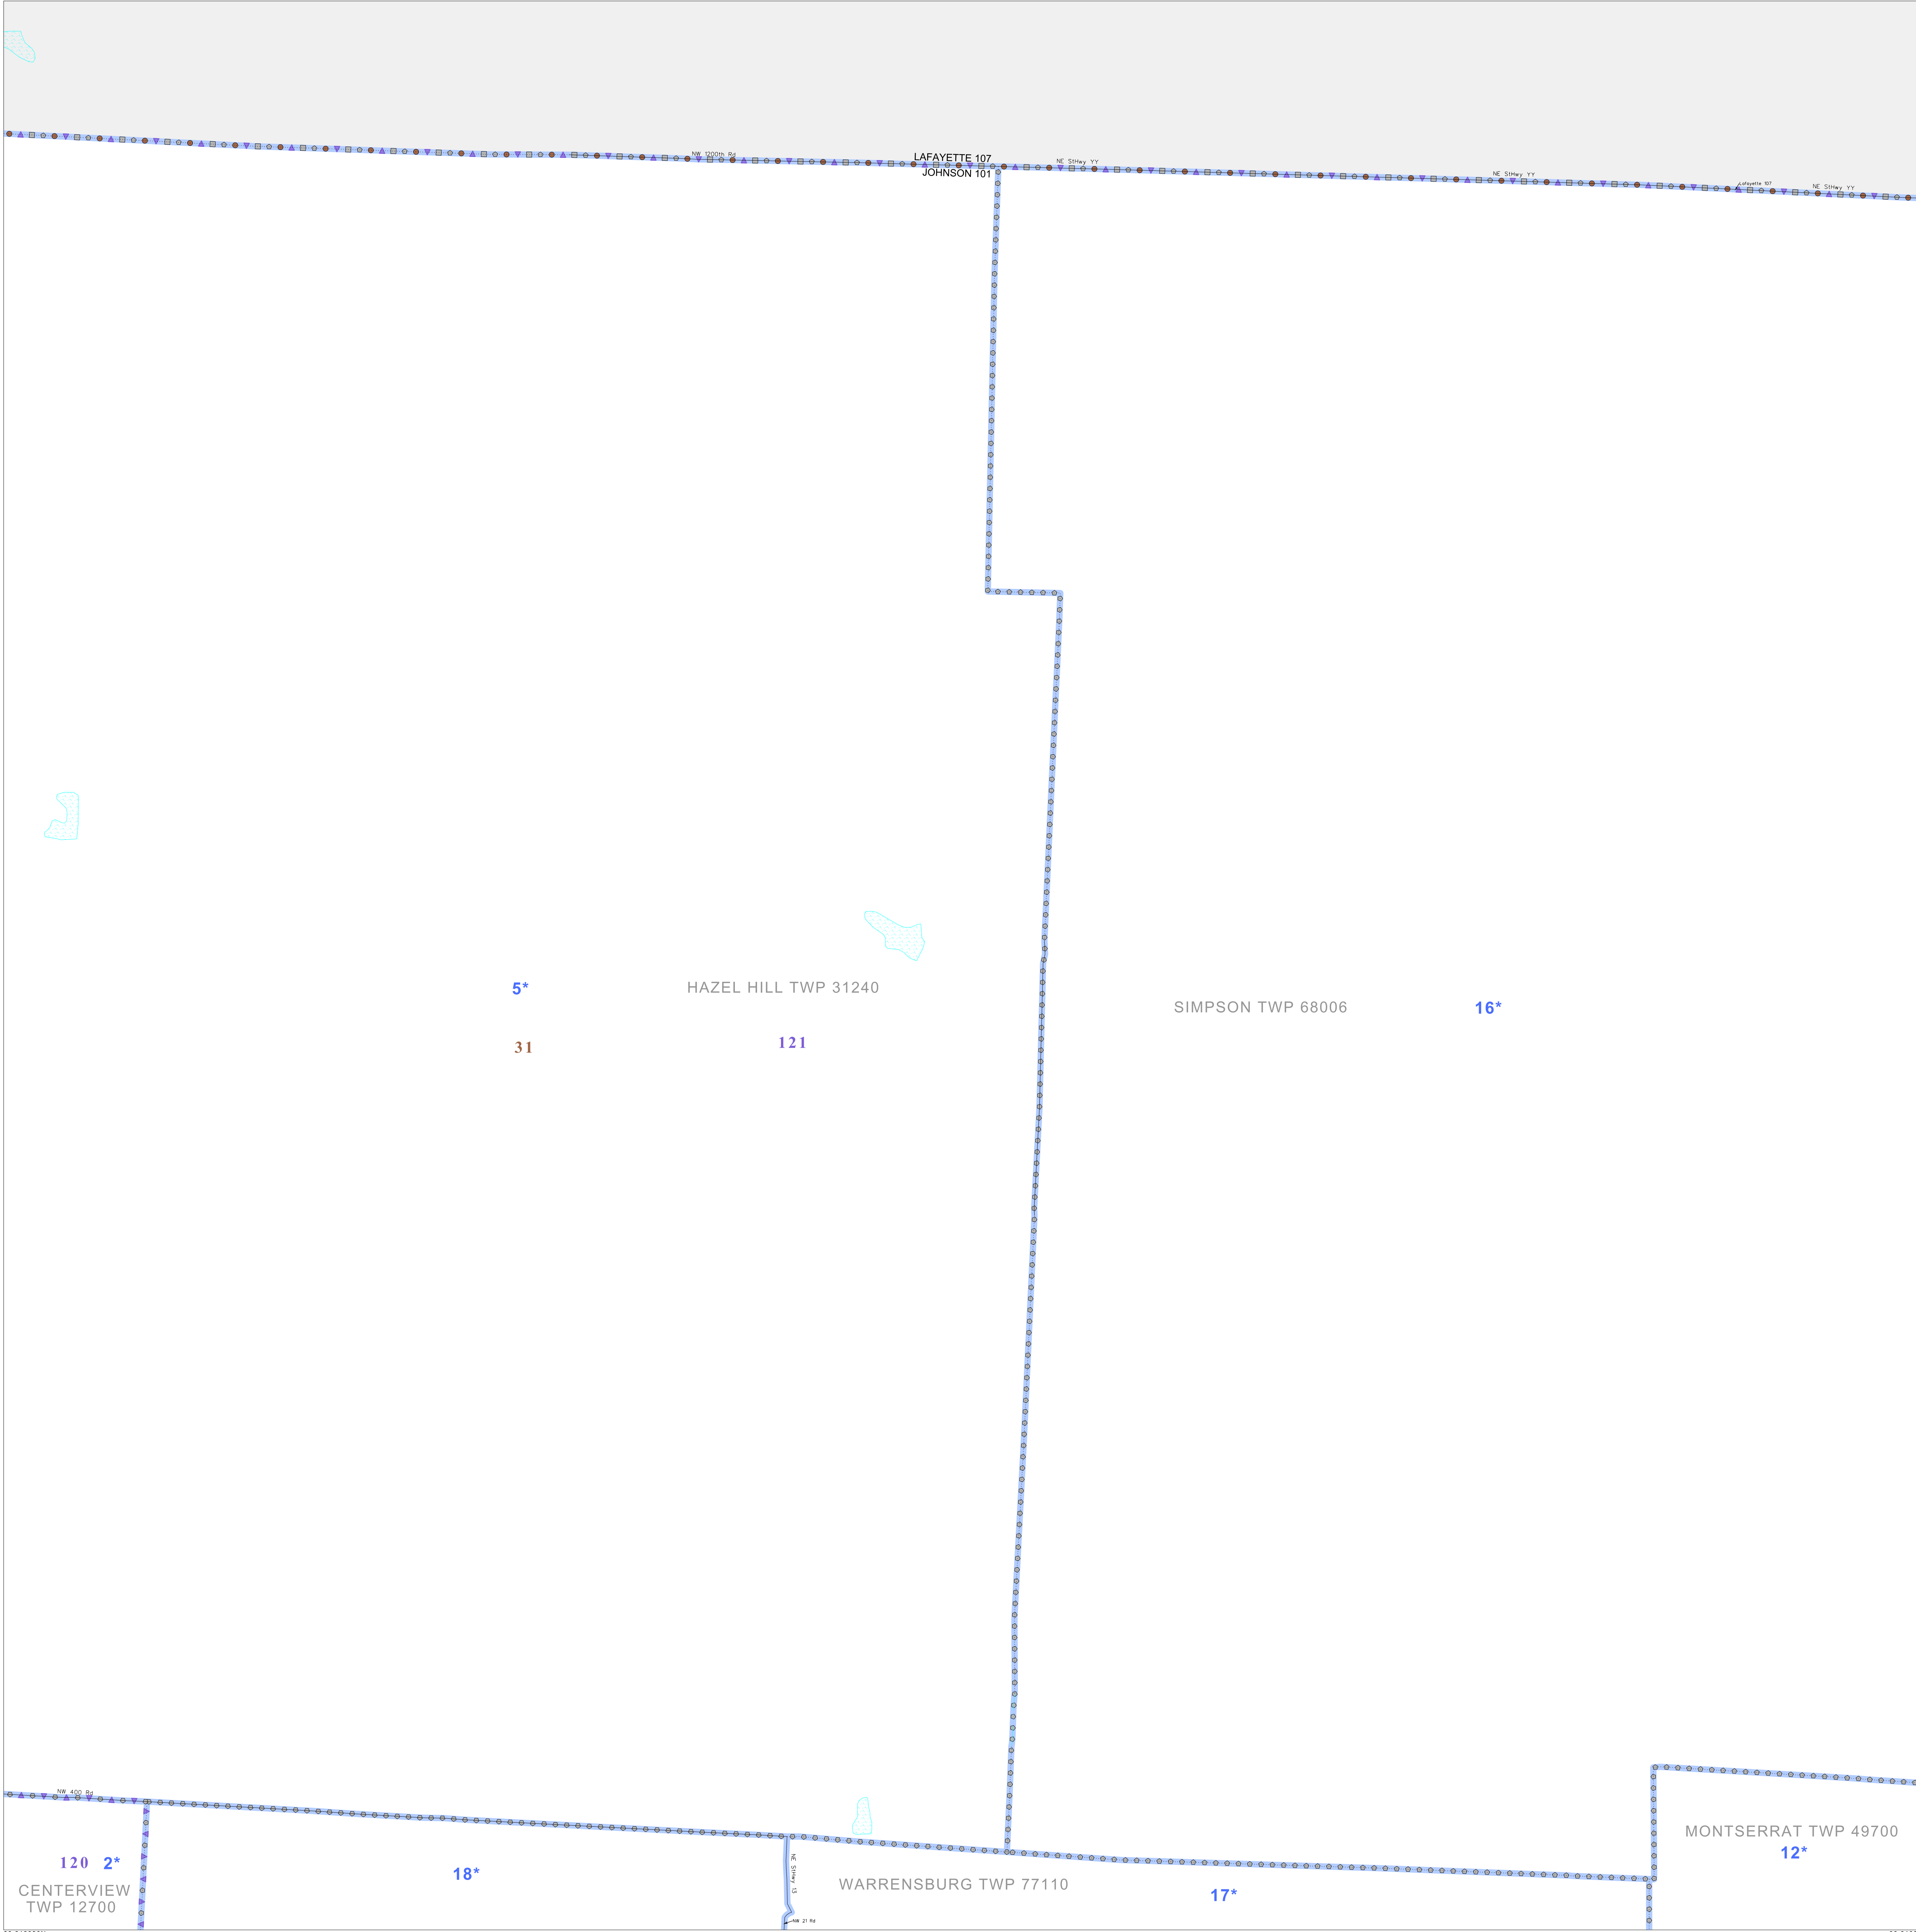 LAFAYETTE 107
JOHNSON 101
NW 1200th Rd
NE StHwy YY
NE StHwy YY
Lafayette 107
NE StHwy YY
5*
HAZEL HILL TWP 31240
SIMPSON TWP 68006
16*
31
121
NW 400 Rd
MONTSERRAT TWP 49700
12*
120
2*
CENTERVIEW
TWP 12700
18*
NE StHwy 13
WARRENSBURG TWP 77110
17*
NW 21 Rd